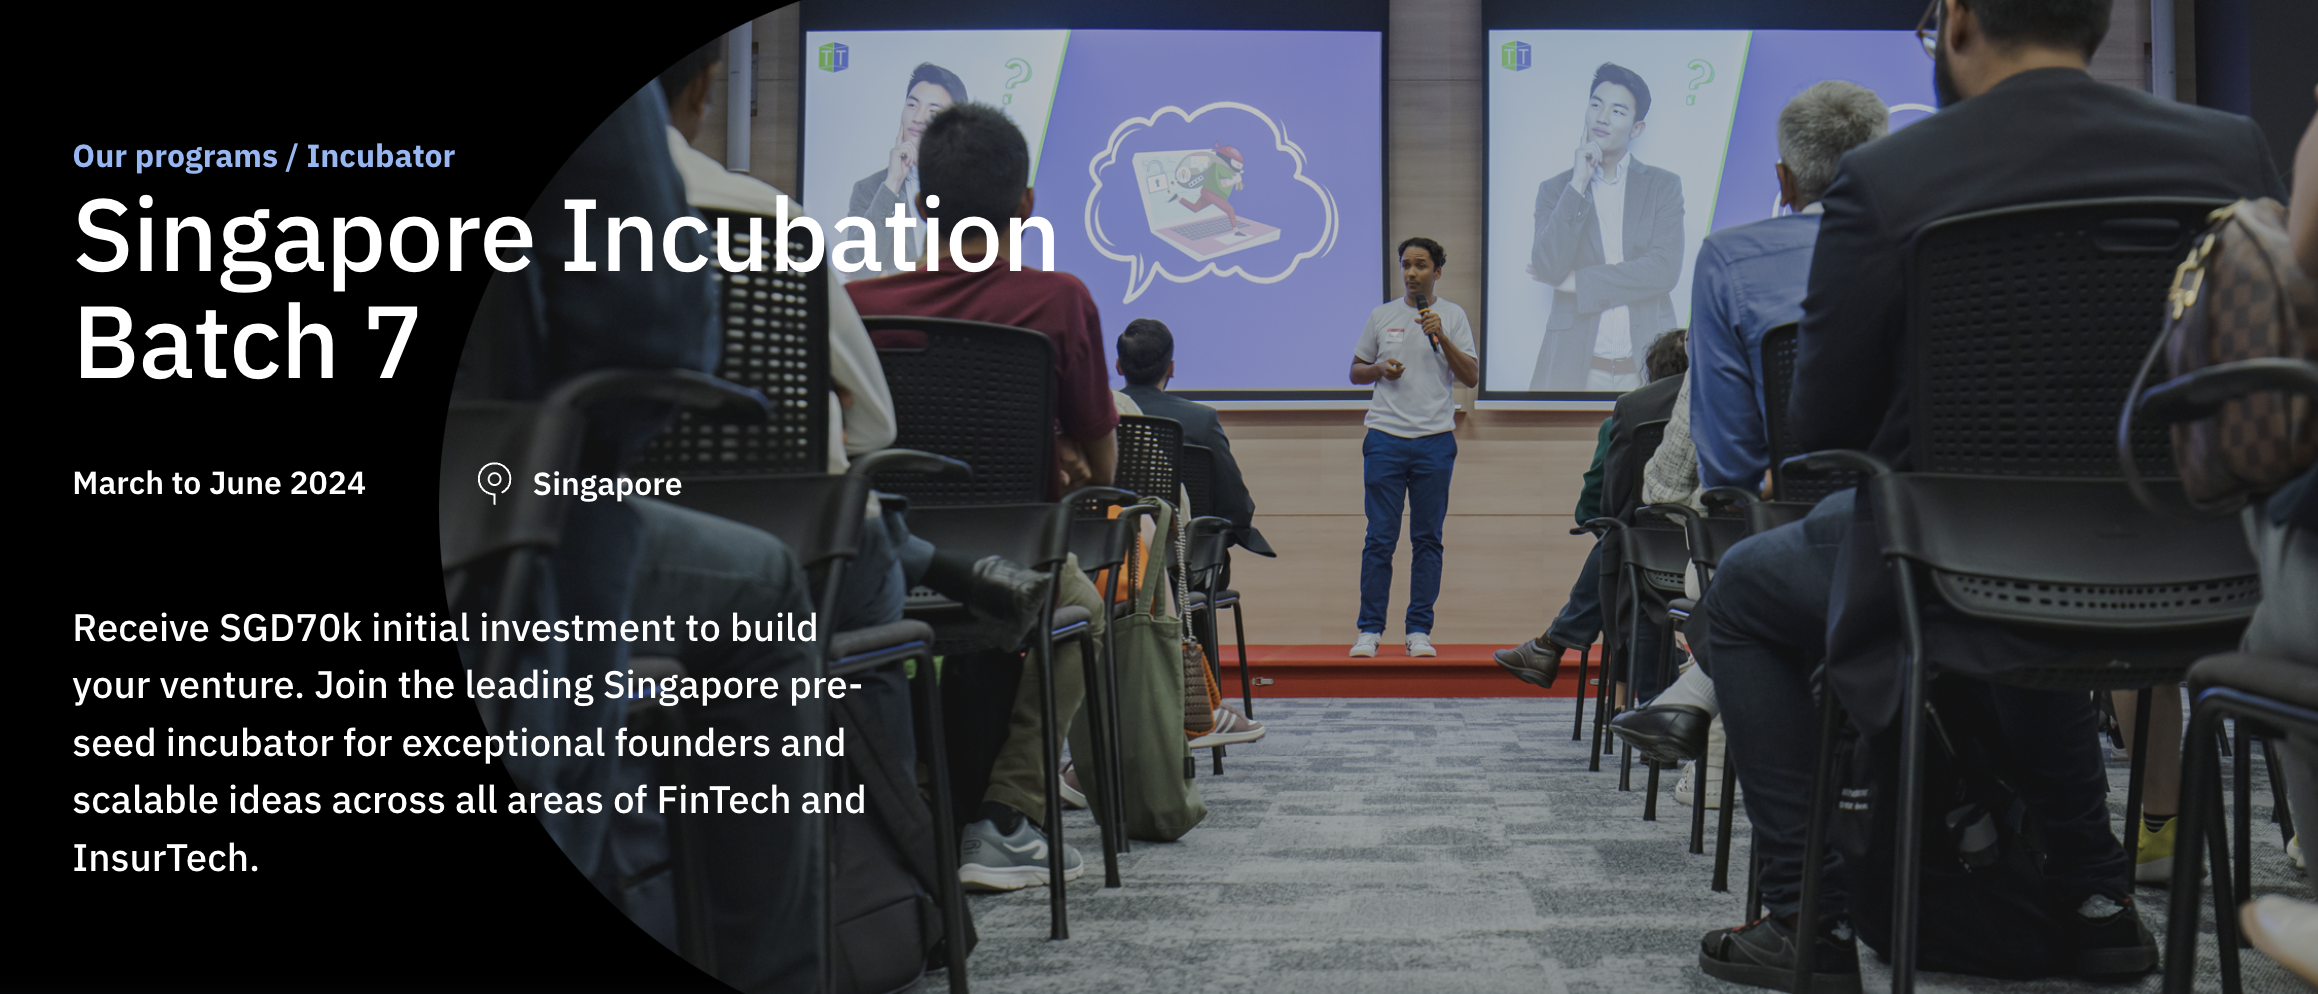 Our programs / Incubator
Singapore Incubation
Batch 7
March to June 2024
Singapore
Receive SGD70k initial investment to build
your venture. Join the leading Singapore pre-
seed incubator for exceptional founders and
scalable ideas across all areas of FinTech and
InsurTech.
TT
?
TT
?